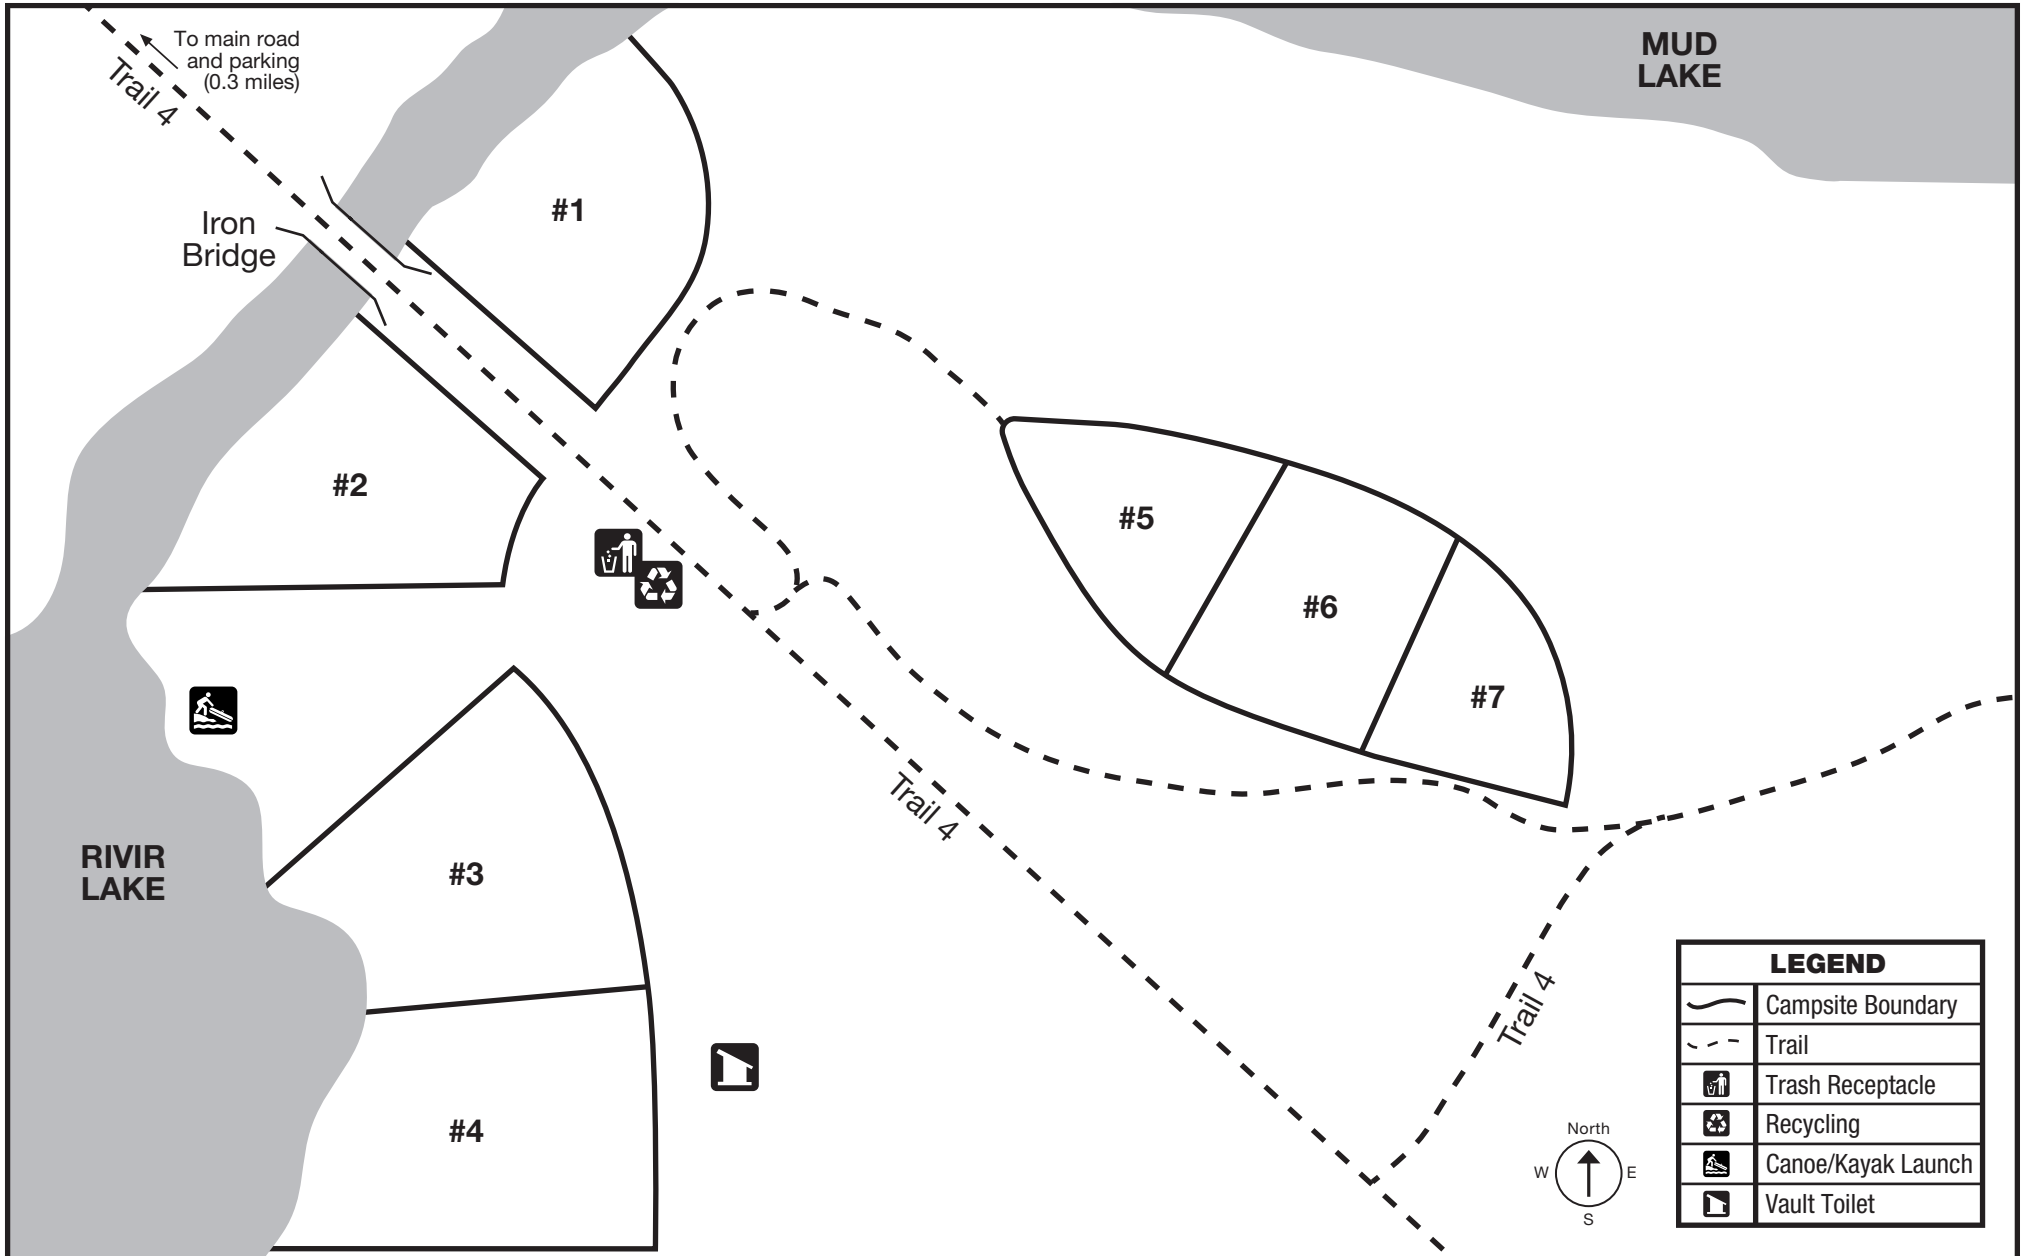 To main road
and parking
(0.3 miles)
Trail 4
MUD
LAKE
#1
Iron
Bridge
#2
#5
#6
#7
Trail 4
RIVIR
LAKE
#3
#4
Trail 4
North
W
E
S
LEGEND
Campsite Boundary
Trail
Trash Receptacle
Recycling
Canoe/Kayak Launch
Vault Toilet